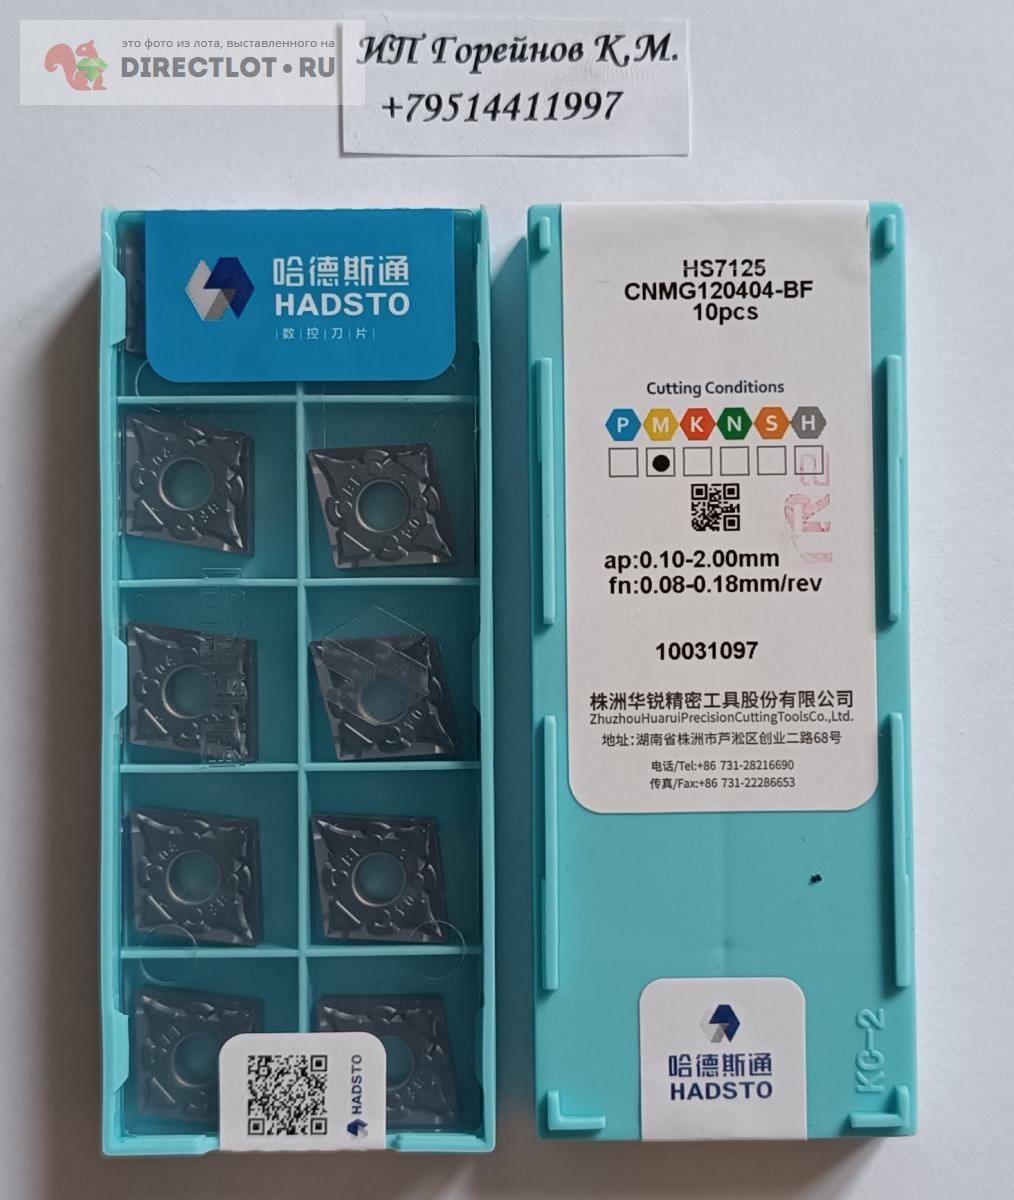 это фото из лота, выставленного на
DIRECTLOT.RU
ИП Горейнов К.М.
+79514411997
哈德斯通
HADSTO
数|控|刀|片
HADSTO
HS7125
CNMG120404-BF
10pcs
Cutting Conditions
P M K N S H
ap:0.10-2.00mm
fn:0.08-0.18mm/rev
10031097
株洲华锐精密工具股份有限公司
ZhuzhouHuaruiPrecisionCuttingToolsCo.,Ltd.
地址:湖南省株洲市芦淞区创业二路68号
电话/Tel:+86 731-28216690
传真/Fax:+86 731-22286653
KC-2
哈德斯通
HADSTO